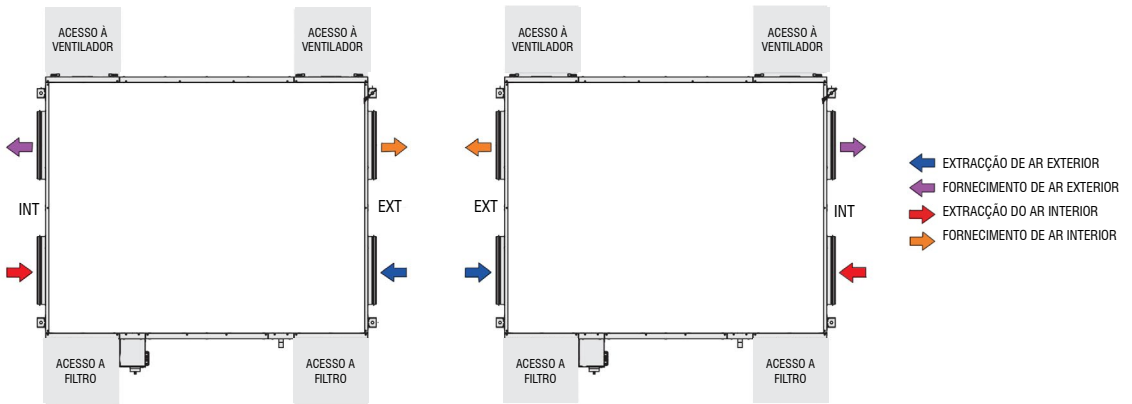 ACESSO À
VENTILADOR
ACESSO À
VENTILADOR
INT
EXT
ACESSO A
FILTRO
ACESSO A
FILTRO
ACESSO À
VENTILADOR
ACESSO À
VENTILADOR
EXT
INT
ACESSO A
FILTRO
ACESSO A
FILTRO
EXTRACÇÃO DE AR EXTERIOR
FORNECIMENTO DE AR EXTERIOR
EXTRACÇÃO DO AR INTERIOR
FORNECIMENTO DE AR INTERIOR